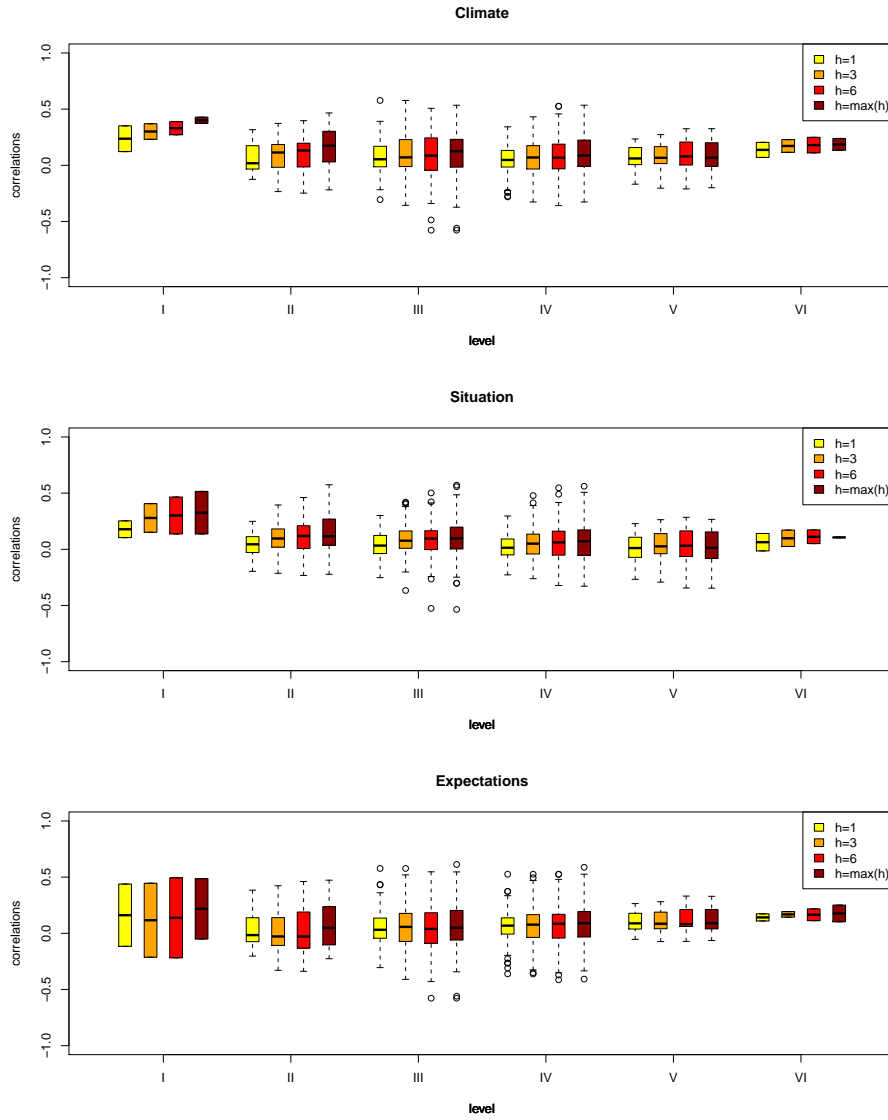 Climate
correlations
1.0
0.5
0.0
−0.5
−1.0
h=1
h=3
h=6
h=max(h)
I II III IV V VI
level
Situation
correlations
1.0
0.5
0.0
−0.5
−1.0
h=1
h=3
h=6
h=max(h)
I II III IV V VI
level
Expectations
correlations
1.0
0.5
0.0
−0.5
−1.0
h=1
h=3
h=6
h=max(h)
I II III IV V VI
level